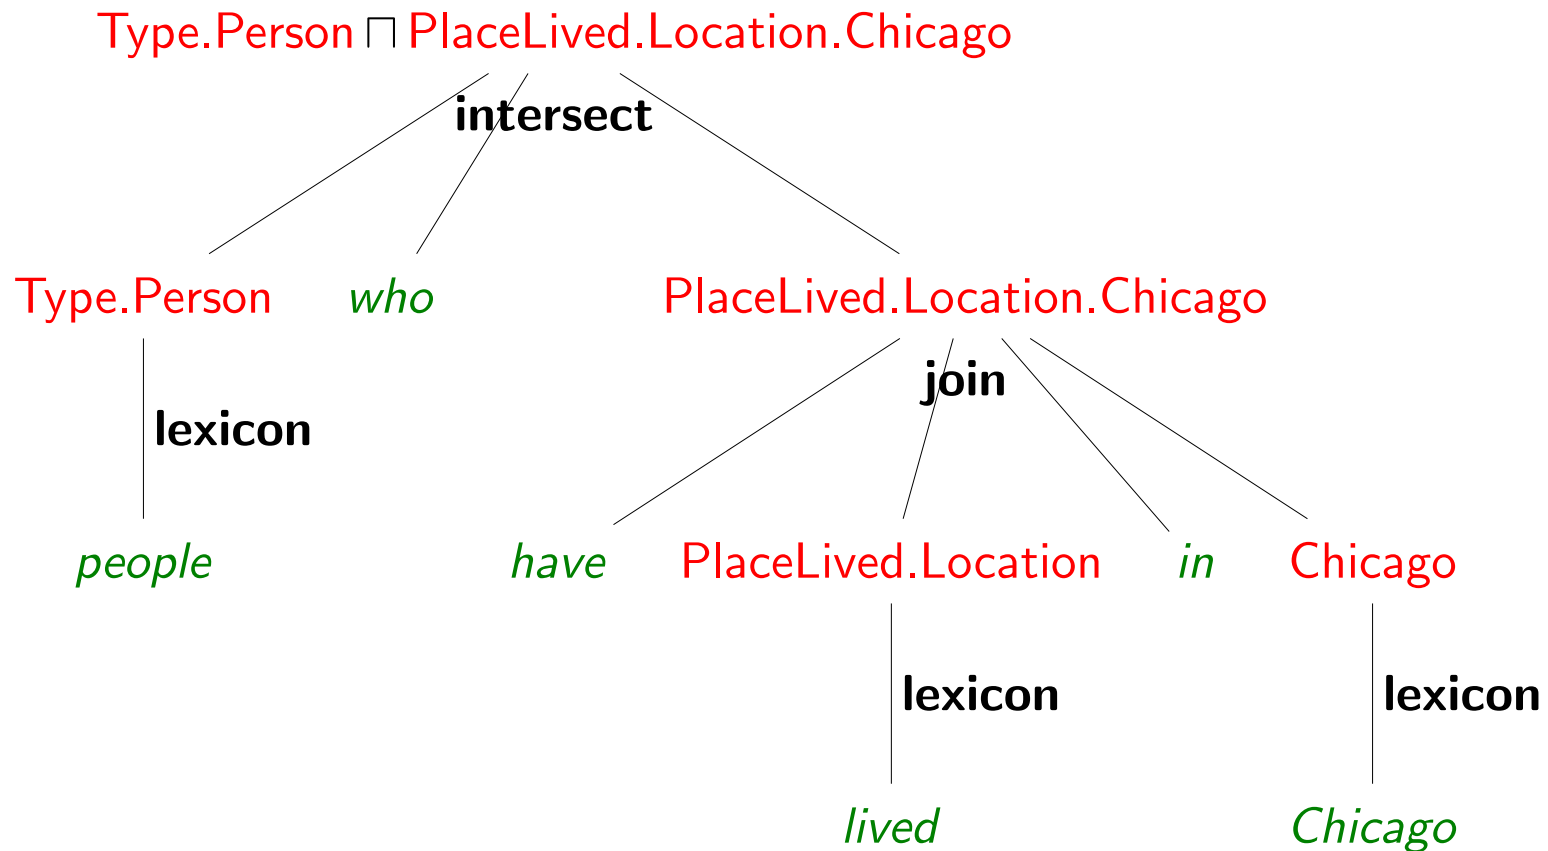 Type.Person ⊓ PlaceLived.Location.Chicago
intersect
Type.Person who PlaceLived.Location.Chicago
join
lexicon
people have PlaceLived.Location in Chicago
lexicon lexicon
lived Chicago